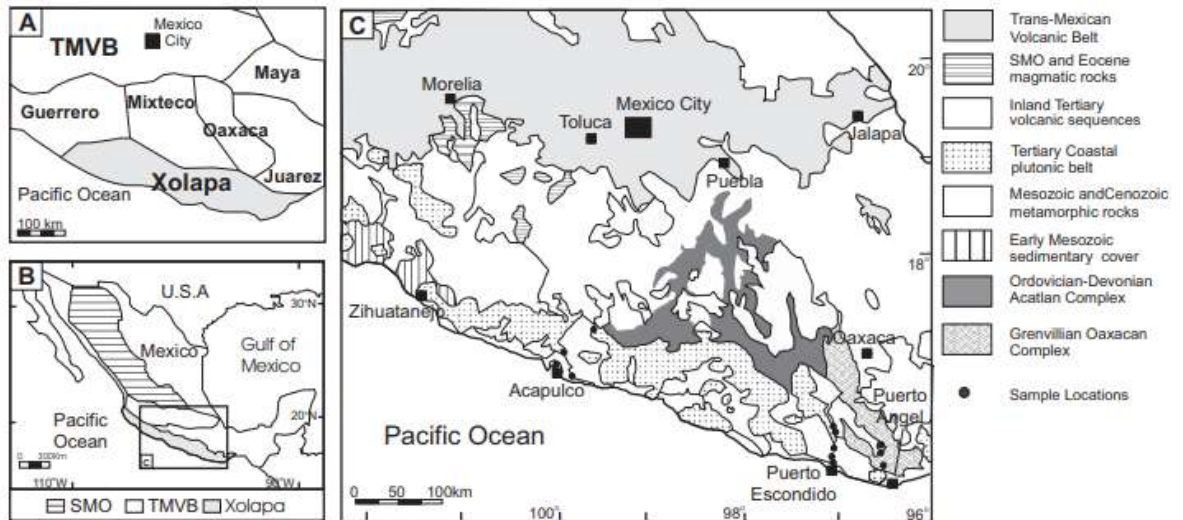 A
Mexico
City
TMVB
Maya
Guerrero
Mixteco
Oaxaca
Xolapa
Juarez
Pacific Ocean
100 km
B
U.S.A
30°N
Mexico
Gulf of
Mexico
20°N
Pacific
Ocean
0 300Km
C
110°W
90°W
SMO TMVB Xolapa
C
20°
Morelia
Mexico City
Toluca
Jalapa
Puebla
18°
Zihuatanejo
Oaxaca
Acapulco
Puerto
Angel
Pacific Ocean
Puerto
Escondido
0 50 100km
100°
98°
96°
Trans-Mexican
Volcanic Belt
SMO and Eocene
magmatic rocks
Inland Tertiary
volcanic sequences
Tertiary Coastal
plutonic belt
Mesozoic andCenozoic
metamorphic rocks
Early Mesozoic
sedimentary cover
Ordovician-Devonian
Acatlan Complex
Grenvillian Oaxacan
Complex
Sample Locations